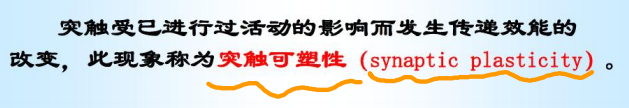 突触受已进行过活动的影响而发生传递效能的
改变，此现象称为突触可塑性（synaptic plasticity）。